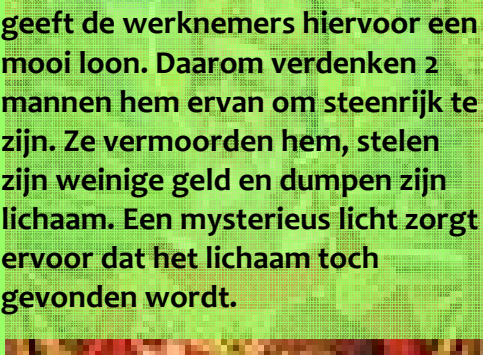 geeft de werknemers hiervoor een
mooi loon. Daarom verdenken 2
mannen hem ervan om steenrijk te
zijn. Ze vermoorden hem, stelen
zijn weinige geld en dumpen zijn
lichaam. Een mysterieus licht zorgt
ervoor dat het lichaam toch
gevonden wordt.